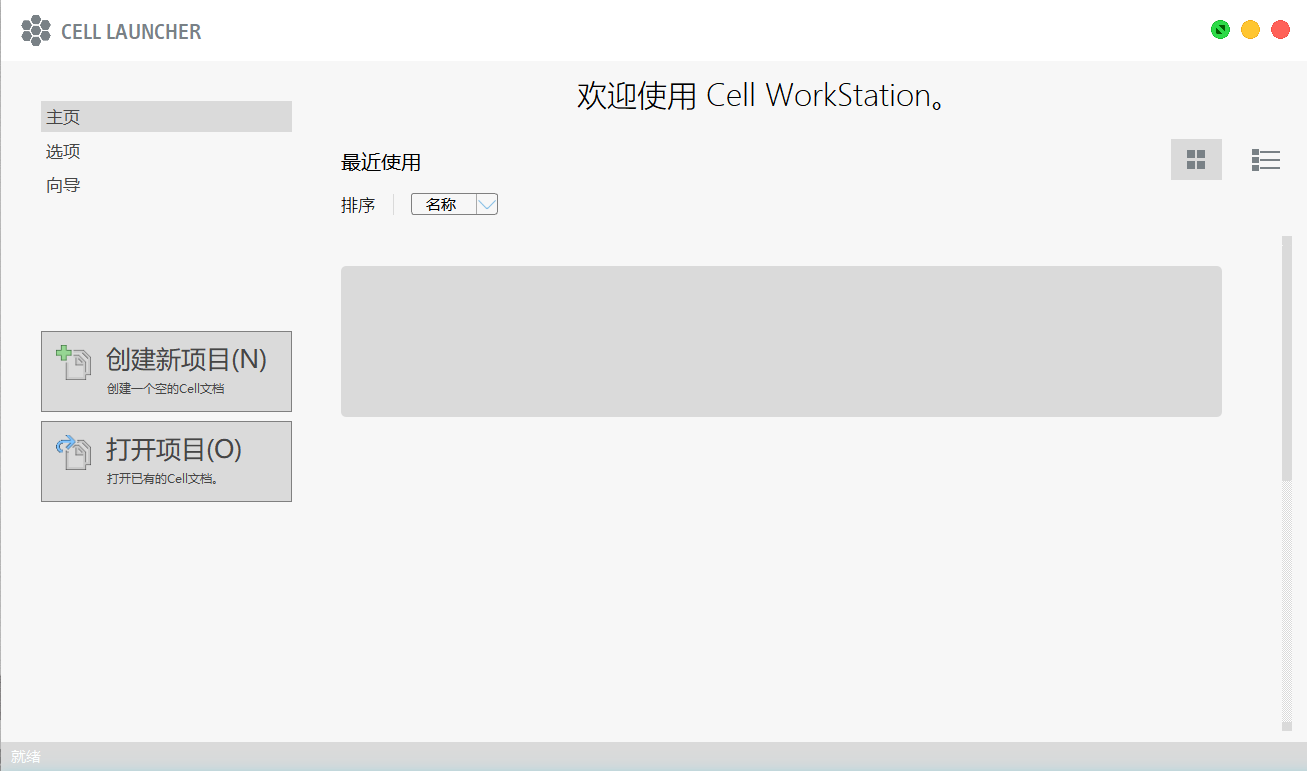 CELL LAUNCHER
欢迎使用 Cell WorkStation。
主页
选项
向导
最近使用
排序
名称
创建新项目(N)
创建一个空的Cell文档
打开项目(O)
打开已有的Cell文档。
就绪